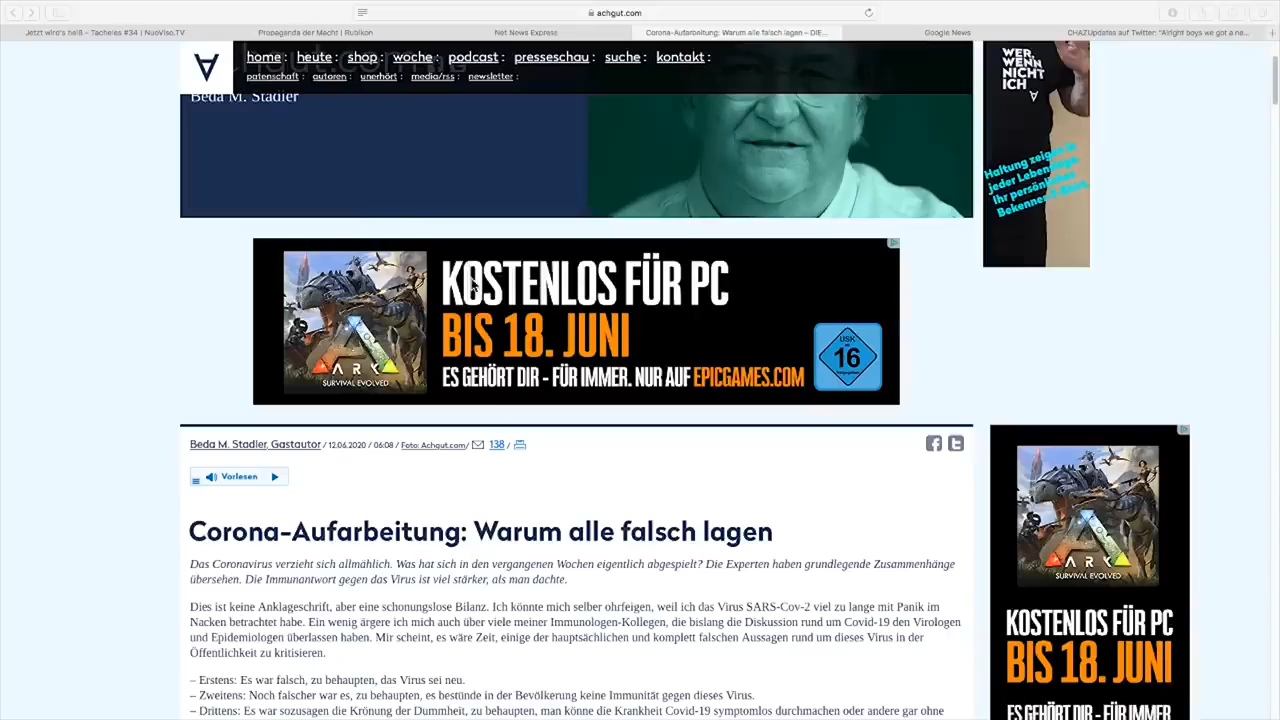 achgut.com
Jetzt wird's heiß - Tacheles #34 | NuoViso.TV
Propaganda der Macht | Rubikon
Net News Express
Corona-Aufarbeitung: Warum alle falsch lagen – DIE...
Google News
CHAZUpdates auf Twitter: "Alright boys we got a ne...
home : heute : shop : woche : podcast : presseschau : suche : kontakt :
patenschaft : autoren : unerhört : media/rss : newsletter :
Beda M. Stadler
WER,
WENN
NICHT
ICH
Haltung zeigen in
jeder Lebenslage
Ihr persönliches
Bekenner-T-Shirt.
KOSTENLOS FÜR PC
BIS 18. JUNI
ES GEHÖRT DIR - FÜR IMMER. NUR AUF EPICGAMES.COM
ARK
SURVIVAL EVOLVED
USK
ab
16
freigegeben
Beda M. Stadler, Gastautor / 12.06.2020 / 06:08 / Foto: Achgut.com/ 138 /
Vorlesen
Corona-Aufarbeitung: Warum alle falsch lagen
Das Coronavirus verzieht sich allmählich. Was hat sich in den vergangenen Wochen eigentlich abgespielt? Die Experten haben grundlegende Zusammenhänge
übersehen. Die Immunantwort gegen das Virus ist viel stärker, als man dachte.
Dies ist keine Anklageschrift, aber eine schonungslose Bilanz. Ich könnte mich selber ohrfeigen, weil ich das Virus SARS-Cov-2 viel zu lange mit Panik im
Nacken betrachtet habe. Ein wenig ärgere ich mich auch über viele meiner Immunologen-Kollegen, die bislang die Diskussion rund um Covid-19 den Virologen
und Epidemiologen überlassen haben. Mir scheint, es wäre Zeit, einige der hauptsächlichen und komplett falschen Aussagen rund um dieses Virus in der
Öffentlichkeit zu kritisieren.
– Erstens: Es war falsch, zu behaupten, das Virus sei neu.
– Zweitens: Noch falscher war es, zu behaupten, es bestünde in der Bevölkerung keine Immunität gegen dieses Virus.
– Drittens: Es war sozusagen die Krönung der Dummheit, zu behaupten, man könne die Krankheit Covid-19 symptomlos durchmachen oder andere gar ohne
ARK
SURVIVAL EVOLVED
KOSTENLOS FÜR PC
BIS 18. JUNI
ES GEHÖRT DIR - FÜR IMMER